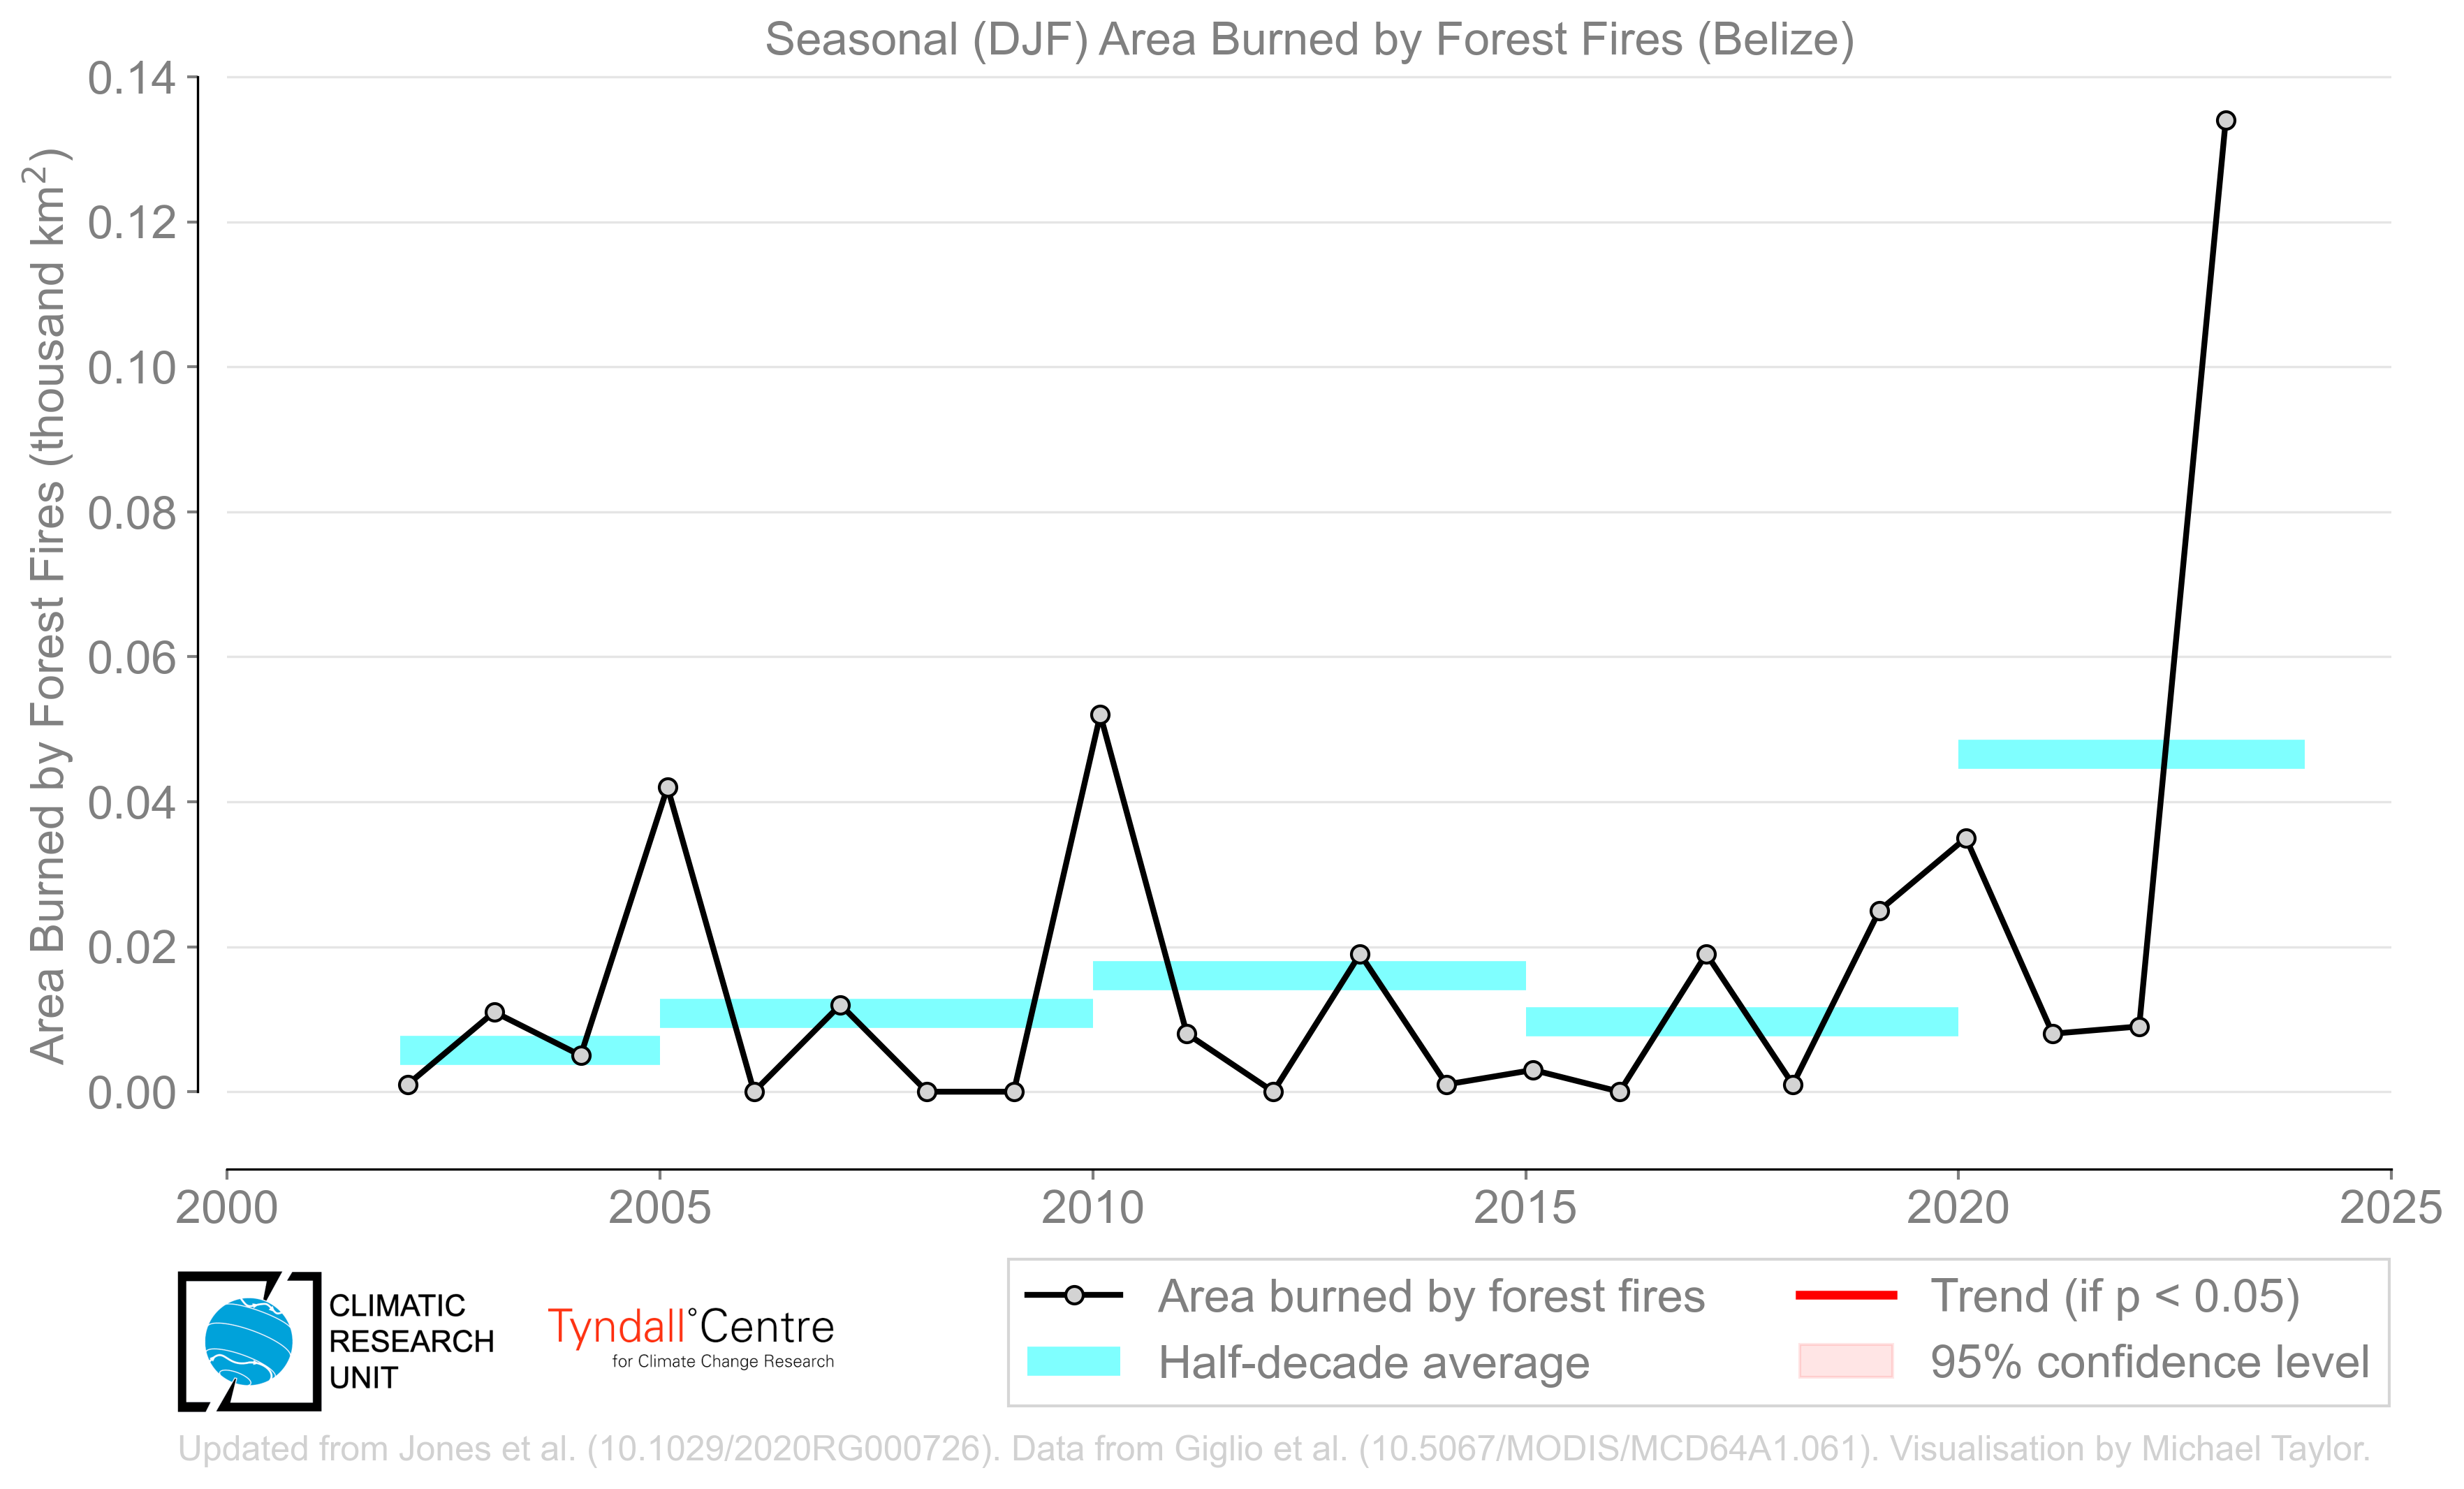 Seasonal (DJF) Area Burned by Forest Fires (Belize)
Area Burned by Forest Fires (thousand km²)
0.14
0.12
0.10
0.08
0.06
0.04
0.02
0.00
2000 2005 2010 2015 2020 2025
CLIMATIC
RESEARCH
UNIT
Tyndall°Centre
for Climate Change Research
Area burned by forest fires
Half-decade average
Trend (if p < 0.05)
95% confidence level
Updated from Jones et al. (10.1029/2020RG000726). Data from Giglio et al. (10.5067/MODIS/MCD64A1.061). Visualisation by Michael Taylor.